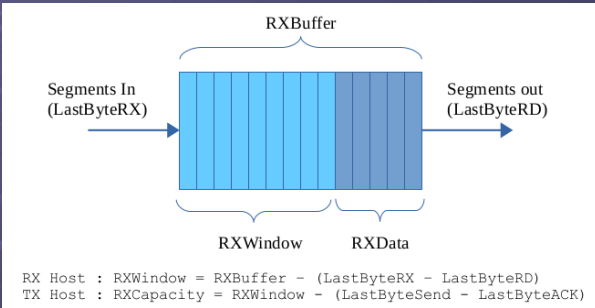 RXBuffer
Segments In
(LastByteRX)
Segments out
(LastByteRD)
RXWindow
RXData
RX Host : RXWindow = RXBuffer – (LastByteRX – LastByteRD)
TX Host : RXCapacity = RXWindow - (LastByteSend - LastByteACK)